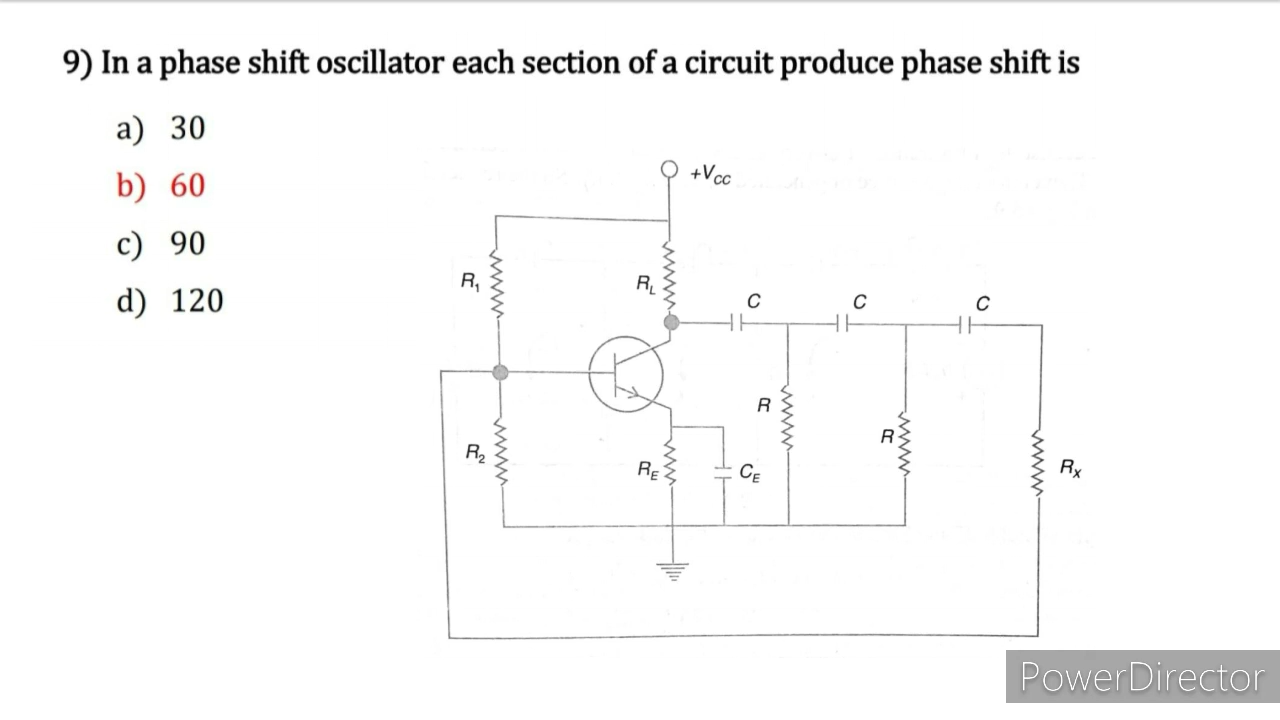 9) In a phase shift oscillator each section of a circuit produce phase shift is
a) 30
b) 60
c) 90
d) 120
+VCC
R1
RL
C
C
C
R
R
R2
RE
CE
RX
PowerDirector